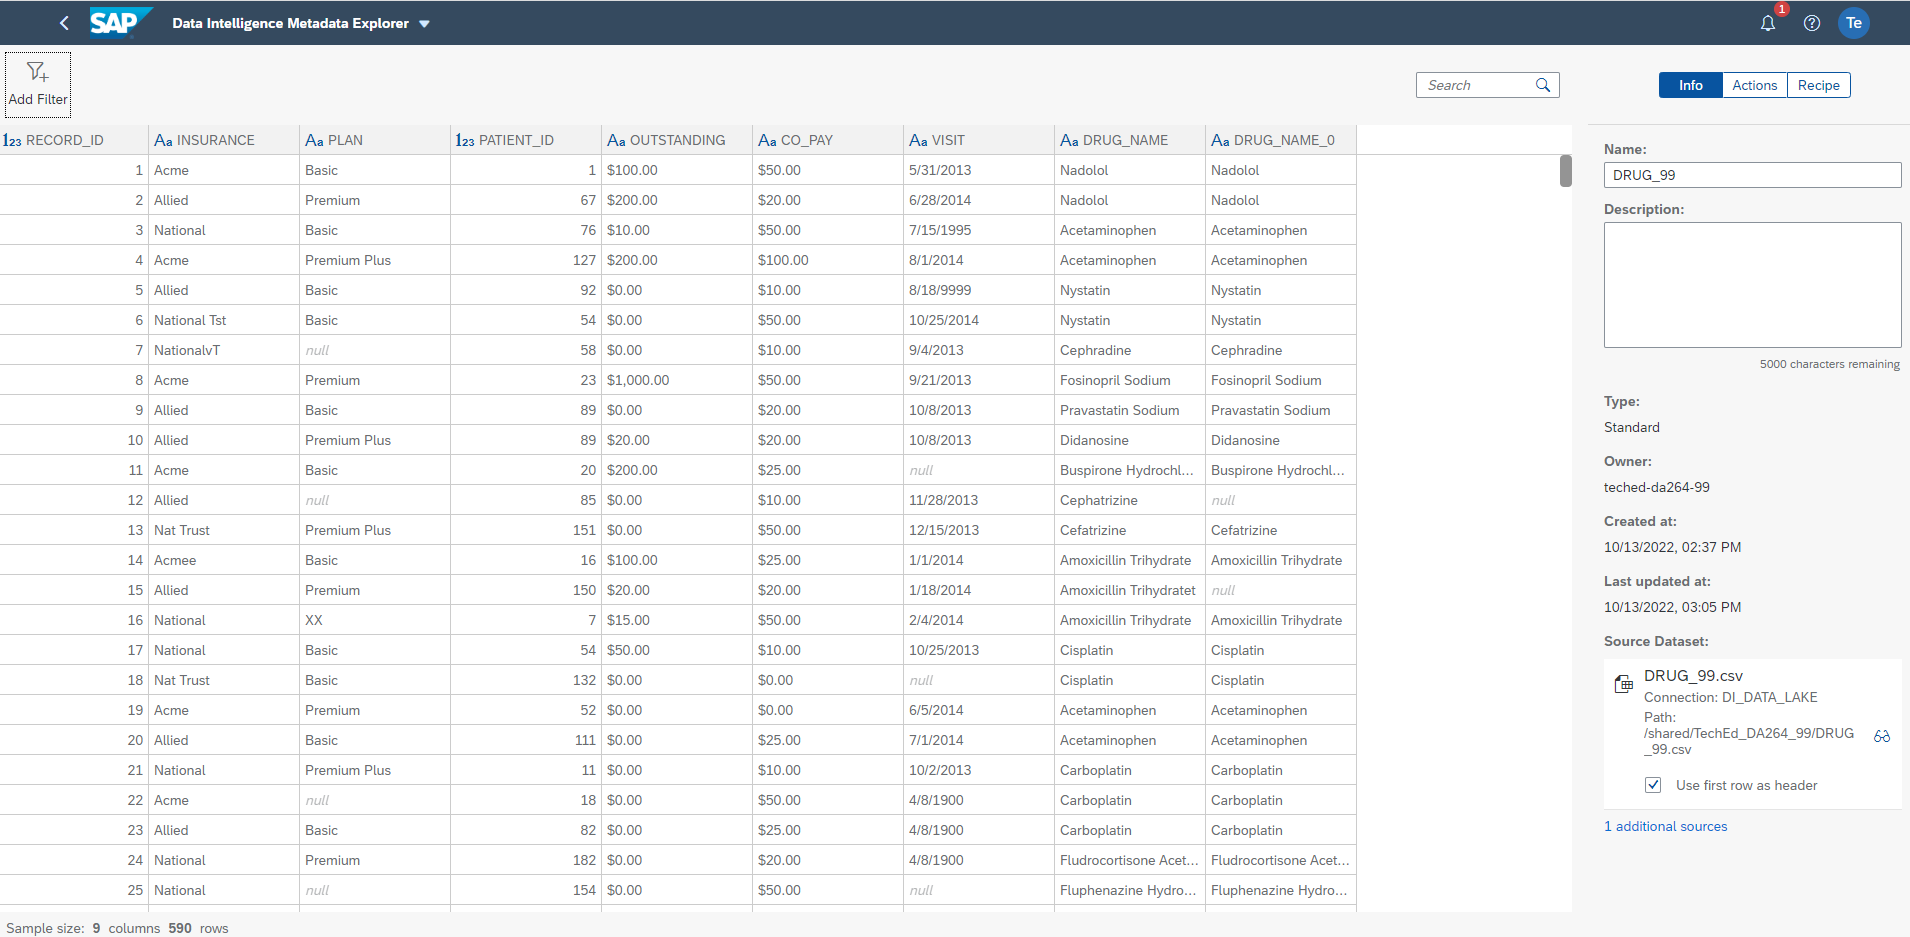 SAP Data Intelligence Metadata Explorer 1 Te
Add Filter Search Info Actions Recipe
123 RECORD_ID Aa INSURANCE Aa PLAN 123 PATIENT_ID Aa OUTSTANDING Aa CO_PAY Aa VISIT Aa DRUG_NAME Aa DRUG_NAME_0
1 Acme Basic 1 $100.00 $50.00 5/31/2013 Nadolol Nadolol
2 Allied Premium 67 $200.00 $20.00 6/28/2014 Nadolol Nadolol
3 National Basic 76 $10.00 $50.00 7/15/1995 Acetaminophen Acetaminophen
4 Acme Premium Plus 127 $200.00 $100.00 8/1/2014 Acetaminophen Acetaminophen
5 Allied Basic 92 $0.00 $10.00 8/18/9999 Nystatin Nystatin
6 National Tst Basic 54 $0.00 $50.00 10/25/2014 Nystatin Nystatin
7 NationalvT null 58 $0.00 $10.00 9/4/2013 Cephradine Cephradine
8 Acme Premium 23 $1,000.00 $50.00 9/21/2013 Fosinopril Sodium Fosinopril Sodium
9 Allied Basic 89 $0.00 $20.00 10/8/2013 Pravastatin Sodium Pravastatin Sodium
10 Allied Premium Plus 89 $20.00 $20.00 10/8/2013 Didanosine Didanosine
11 Acme Basic 20 $200.00 $25.00 null Buspirone Hydrochl... Buspirone Hydrochl...
12 Allied null 85 $0.00 $10.00 11/28/2013 Cephatrizine null
13 Nat Trust Premium Plus 151 $0.00 $50.00 12/15/2013 Cefatrizine Cefatrizine
14 Acmee Basic 16 $100.00 $25.00 1/1/2014 Amoxicillin Trihydrate Amoxicillin Trihydrate
15 Allied Premium 150 $20.00 $20.00 1/18/2014 Amoxicillin Trihydratet null
16 National XX 7 $15.00 $50.00 2/4/2014 Amoxicillin Trihydrate Amoxicillin Trihydrate
17 National Basic 54 $50.00 $10.00 10/25/2013 Cisplatin Cisplatin
18 Nat Trust Basic 132 $0.00 $0.00 null Cisplatin Cisplatin
19 Acme Premium 52 $0.00 $0.00 6/5/2014 Acetaminophen Acetaminophen
20 Allied Basic 111 $0.00 $25.00 7/1/2014 Acetaminophen Acetaminophen
21 National Premium Plus 11 $0.00 $10.00 10/2/2013 Carboplatin Carboplatin
22 Acme null 18 $0.00 $50.00 4/8/1900 Carboplatin Carboplatin
23 Allied Basic 82 $0.00 $25.00 4/8/1900 Carboplatin Carboplatin
24 National Premium 182 $0.00 $20.00 4/8/1900 Fludrocortisone Acet... Fludrocortisone Acet...
25 National null 154 $0.00 $50.00 null Fluphenazine Hydro... Fluphenazine Hydro...
Sample size: 9 columns 590 rows
Name:
DRUG_99
Description:
5000 characters remaining
Type:
Standard
Owner:
teched-da264-99
Created at:
10/13/2022, 02:37 PM
Last updated at:
10/13/2022, 03:05 PM
Source Dataset:
DRUG_99.csv
Connection: DI_DATA_LAKE
Path:
/shared/TechEd_DA264_99/DRUG
_99.csv
Use first row as header
1 additional sources